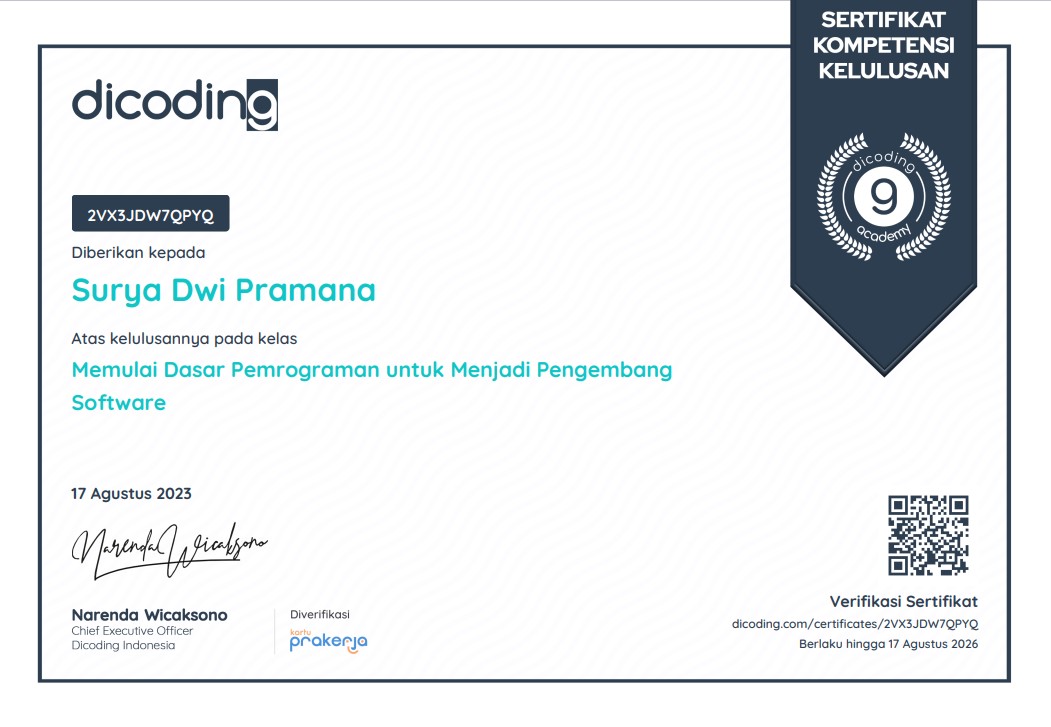 SERTIFIKAT
KOMPETENSI
KELULUSAN
dicoding
dicoding
9
academy
2VX3JDW7QPYQ
Diberikan kepada
Surya Dwi Pramana
Atas kelulusannya pada kelas
Memulai Dasar Pemrograman untuk Menjadi Pengembang
Software
17 Agustus 2023
Narenda Wicaksono
Narenda Wicaksono
Chief Executive Officer
Dicoding Indonesia
Diverifikasi
kartu
prakerja
Verifikasi Sertifikat
dicoding.com/certificates/2VX3JDW7QPYQ
Berlaku hingga 17 Agustus 2026